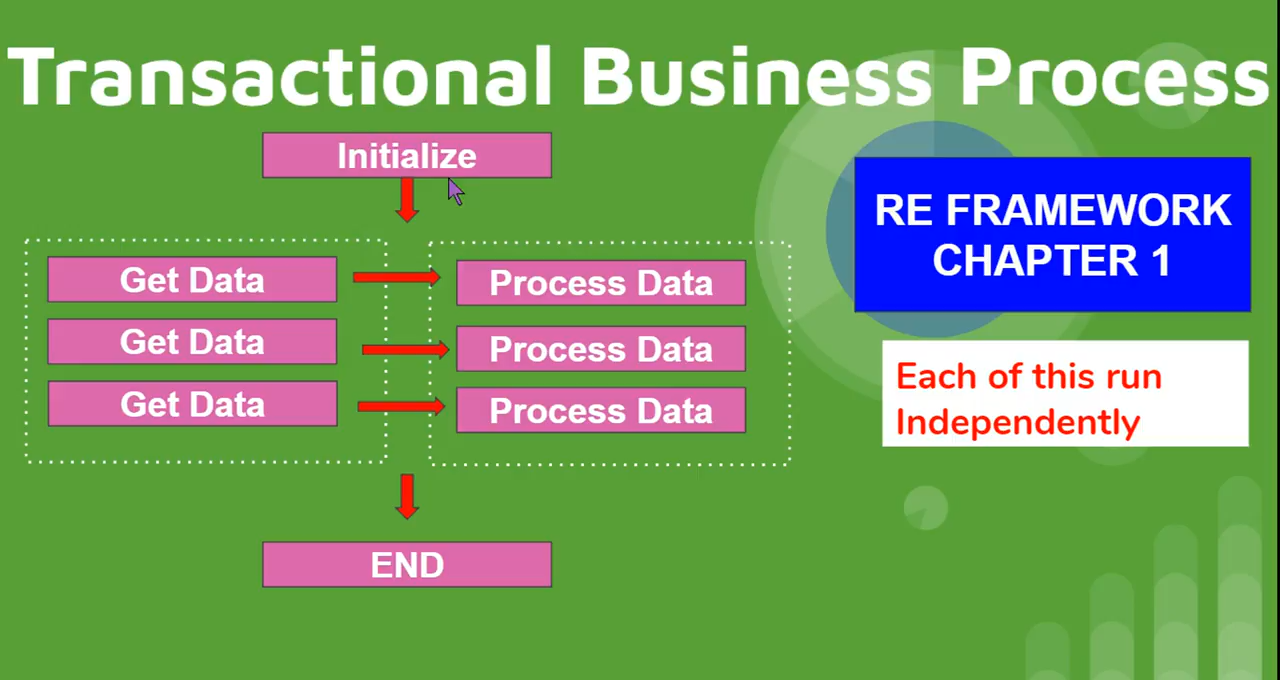 Transactional Business Process
Initialize
RE FRAMEWORK
CHAPTER 1
Get Data
Process Data
Get Data
Process Data
Get Data
Process Data
Each of this run
Independently
END